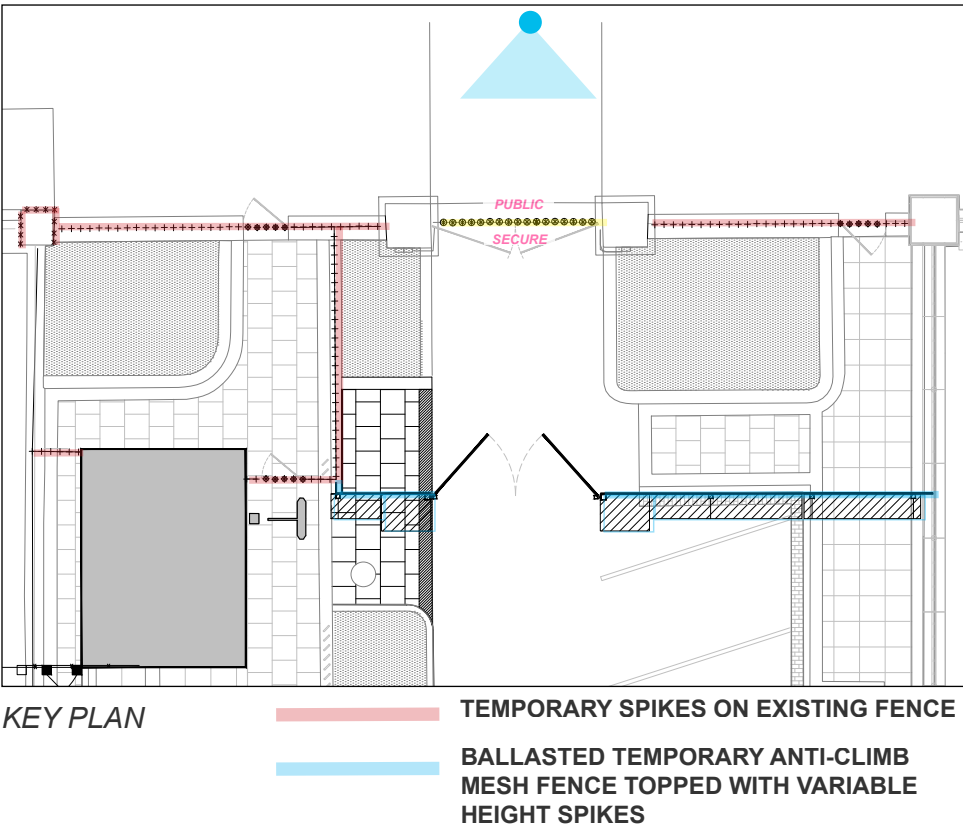 PUBLIC
SECURE
KEY PLAN
TEMPORARY SPIKES ON EXISTING FENCE
BALLASTED TEMPORARY ANTI-CLIMB
MESH FENCE TOPPED WITH VARIABLE
HEIGHT SPIKES